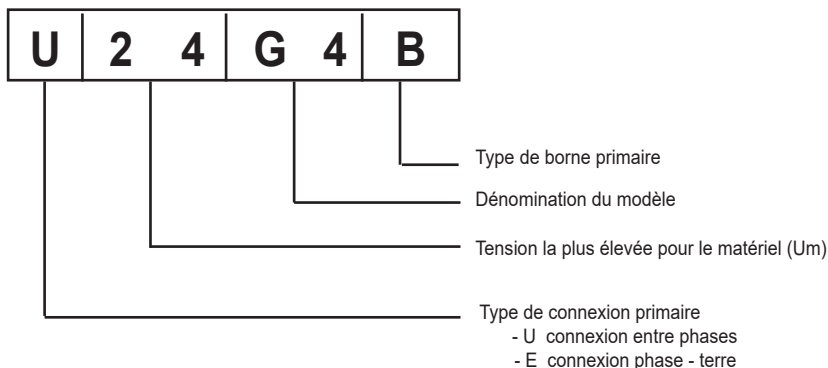 U 2 4 G 4 B
Type de borne primaire
Dénomination du modèle
Tension la plus élevée pour le matériel (Um)
Type de connexion primaire
- U connexion entre phases
- E connexion phase - terre